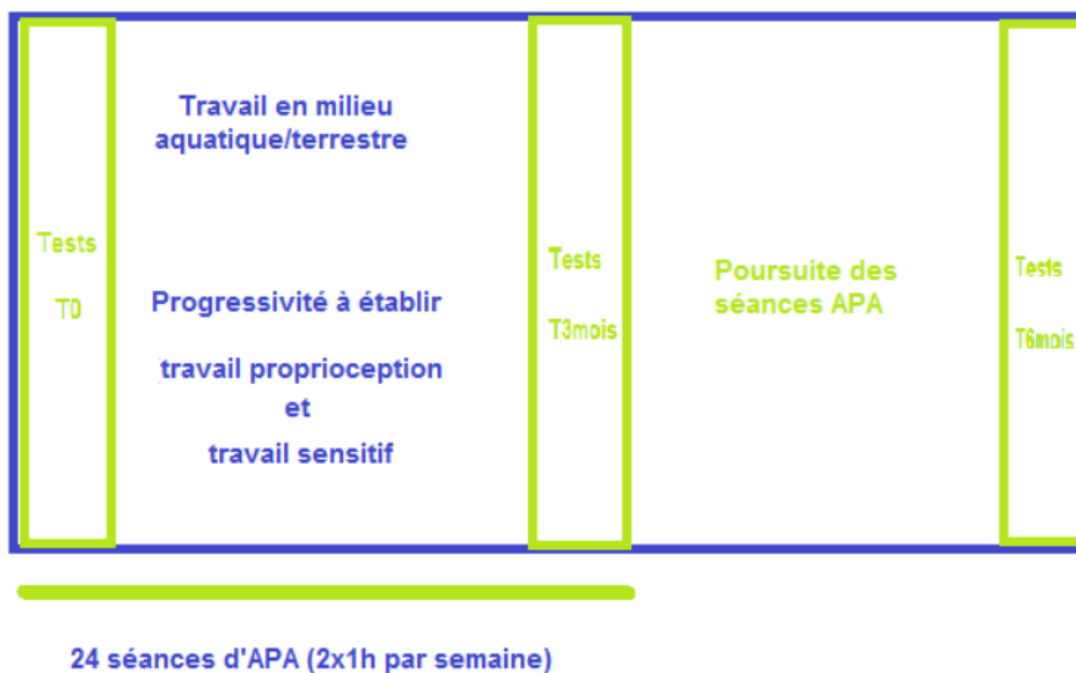 Tests
T0
Travail en milieu
aquatique/terrestre
Progressivité à établir
travail proprioception
et
travail sensitif
Tests
T3mois
Poursuite des
séances APA
Tests
T6mois
24 séances d'APA (2x1h par semaine)